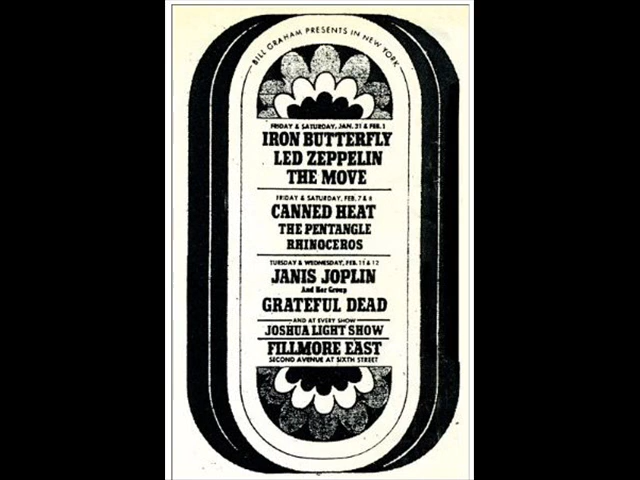 BILL GRAHAM PRESENTS IN NEW YORK
FRIDAY & SATURDAY, JAN. 31 & FEB. 1
IRON BUTTERFLY
LED ZEPPELIN
THE MOVE
FRIDAY & SATURDAY, FEB. 7 & 8
CANNED HEAT
THE PENTANGLE
RHINOCEROS
TUESDAY & WEDNESDAY, FEB. 11 & 12
JANIS JOPLIN
And Her Group
GRATEFUL DEAD
AND AT EVERY SHOW
JOSHUA LIGHT SHOW
FILLMORE EAST
SECOND AVENUE AT SIXTH STREET